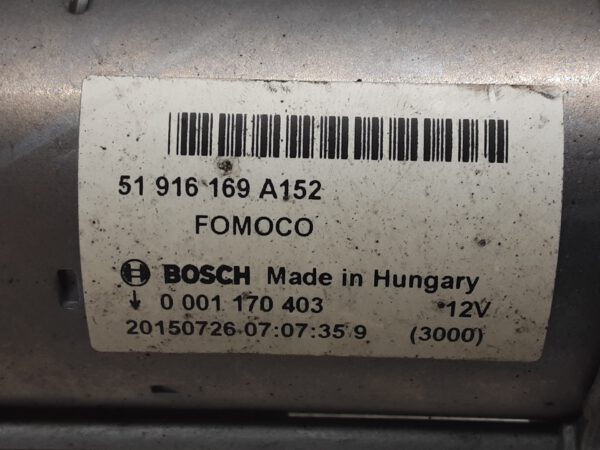 51 916 169 A152
FOMOCO
BOSCH Made in Hungary
0 001 170 403 12V
20150726 07:07:35 9 (3000)